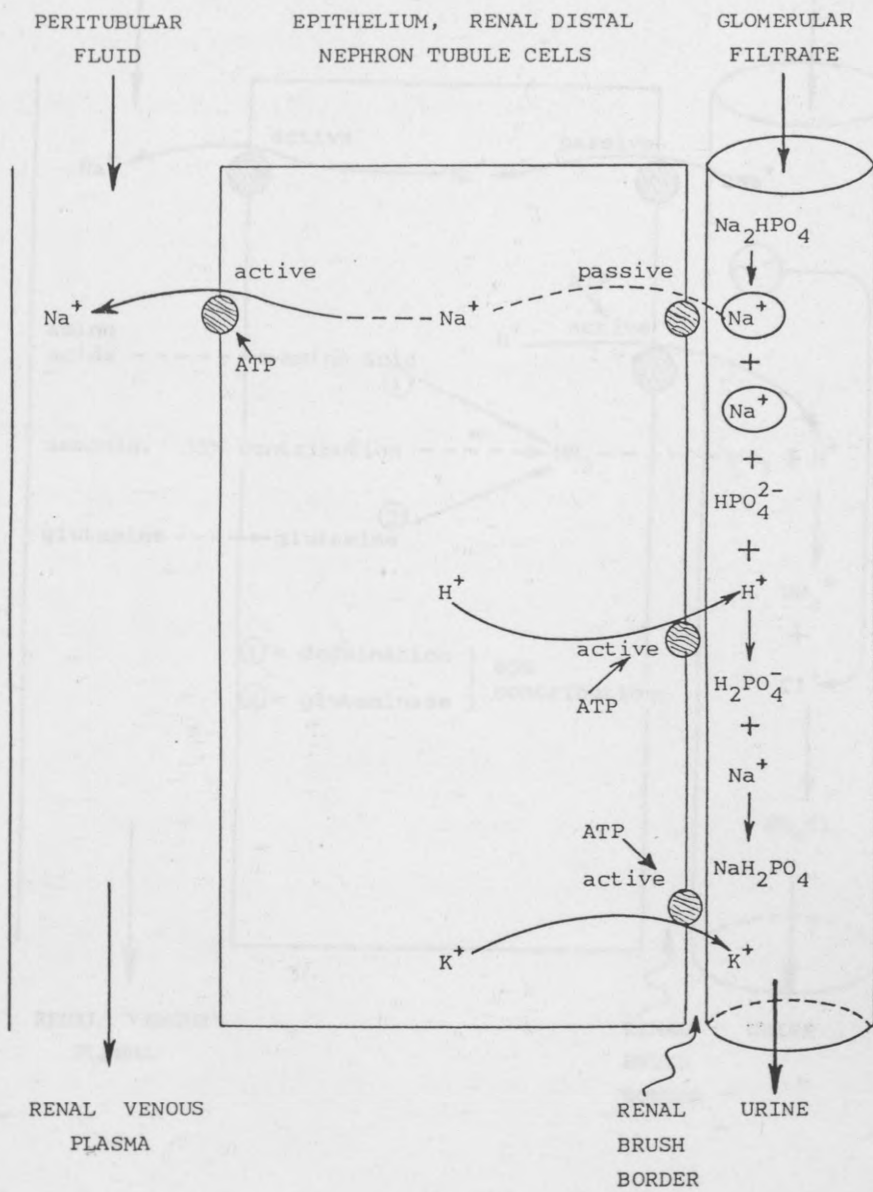 PERITUBULAR
FLUID
EPITHELIUM, RENAL DISTAL
NEPHRON TUBULE CELLS
GLOMERULAR
FILTRATE
Na₂HPO₄
active
passive
Na⁺
Na⁺
Na⁺
ATP
+
Na⁺
+
HPO₄²⁻
+
H⁺
H⁺
active
ATP
H₂PO₄⁻
+
Na⁺
ATP
active
NaH₂PO₄
K⁺
K⁺
RENAL VENOUS
PLASMA
RENAL
BRUSH
BORDER
URINE